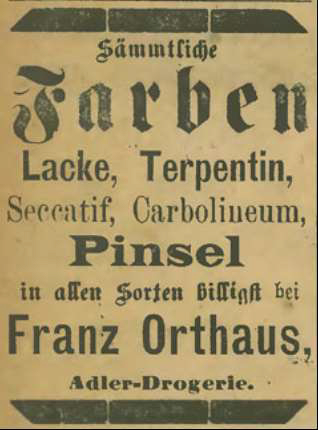 Sämmtliche
Farben
Lacke, Terpentin,
Seccatif, Carbolineum,
Pinsel
in allen Sorten billigst bei
Franz Orthaus,
Adler-Drogerie.